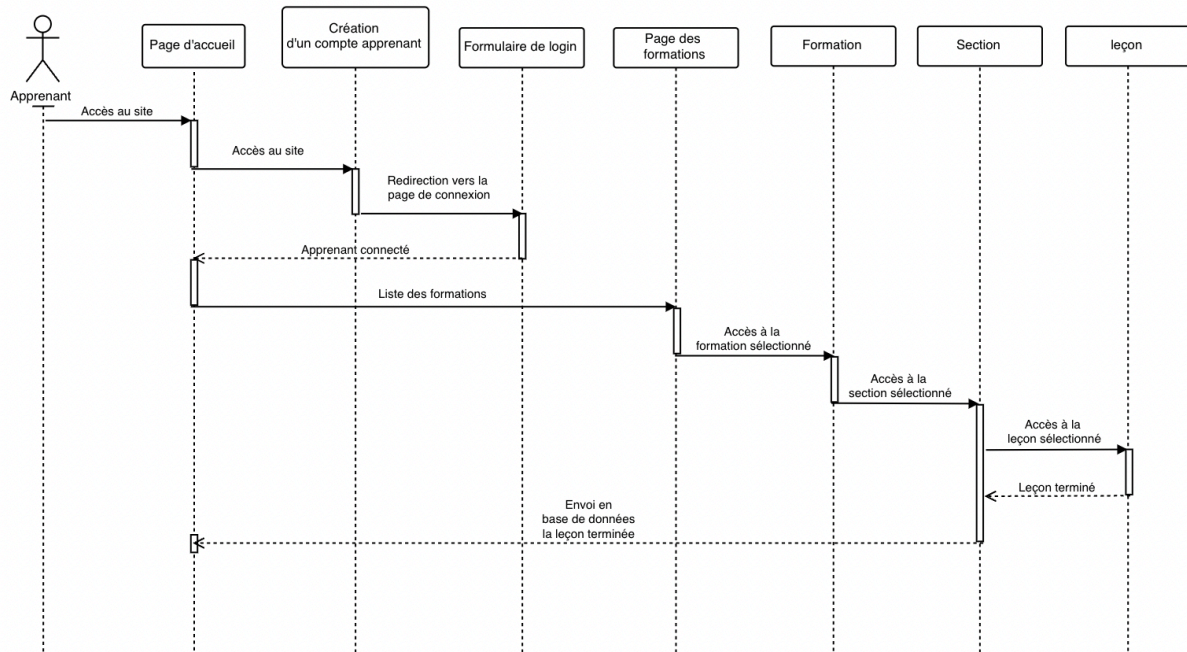 Page d'accueil
Création
d'un compte apprenant
Formulaire de login
Page des
formations
Formation
Section
leçon
Apprenant
Accès au site
Accès au site
Redirection vers la
page de connexion
Apprenant connecté
Liste des formations
Accès à la
formation sélectionné
Accès à la
section sélectionné
Accès à la
leçon sélectionné
Leçon terminé
Envoi en
base de données
la leçon terminée